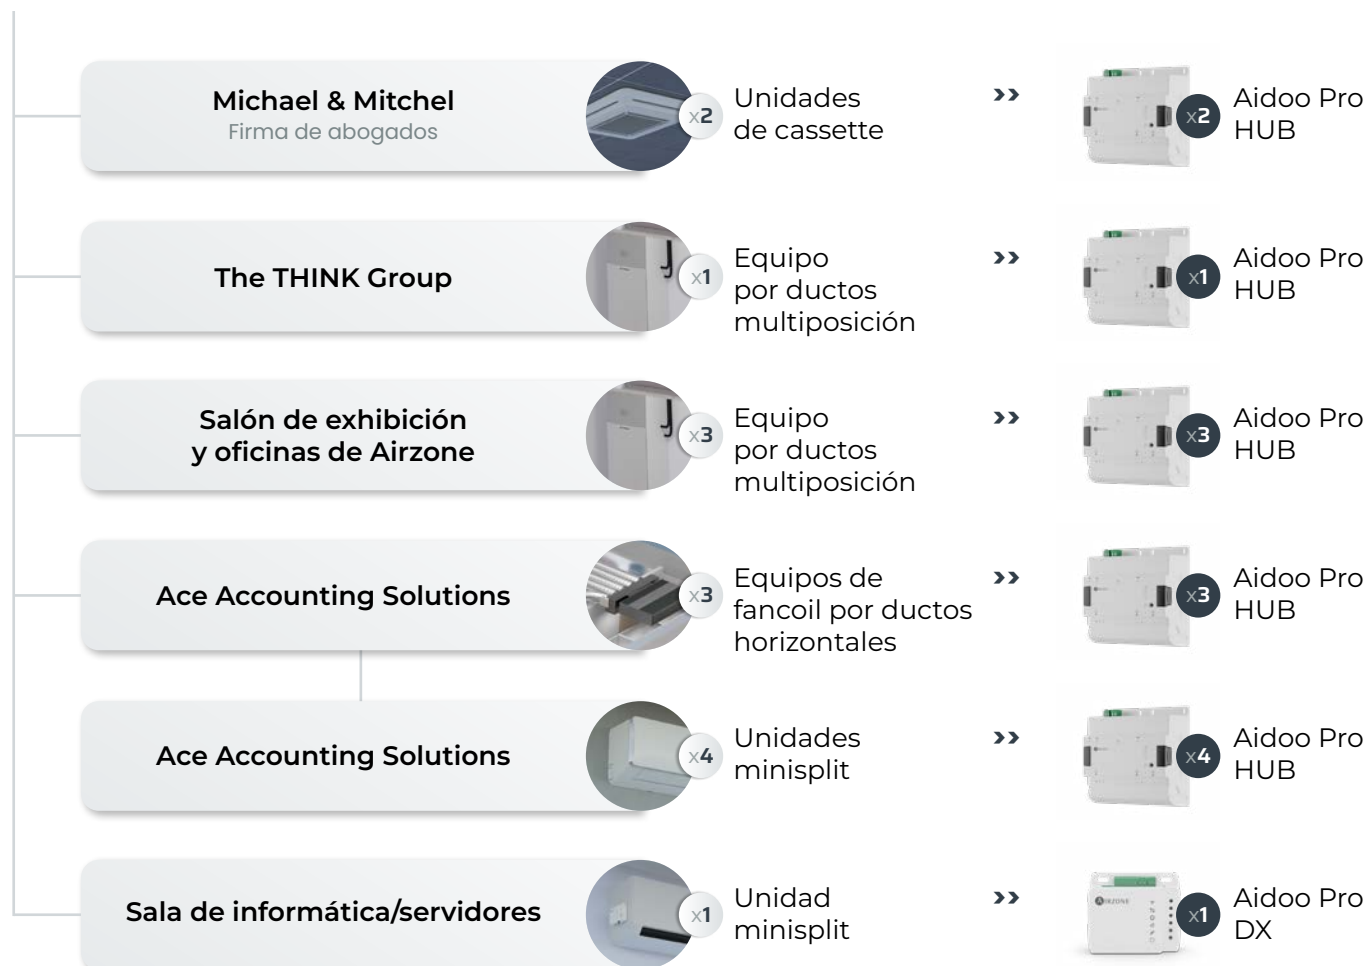 Michael & Mitchel
Firma de abogados
x2
Unidades
de cassette
››
x2
Aidoo Pro
HUB
The THINK Group
x1
Equipo
por ductos
multiposición
››
x1
Aidoo Pro
HUB
Salón de exhibición
y oficinas de Airzone
x3
Equipo
por ductos
multiposición
››
x3
Aidoo Pro
HUB
Ace Accounting Solutions
x3
Equipos de
fancoil por ductos
horizontales
››
x3
Aidoo Pro
HUB
Ace Accounting Solutions
x4
Unidades
minisplit
››
x4
Aidoo Pro
HUB
Sala de informática/servidores
x1
Unidad
minisplit
››
AIRZONE
x1
Aidoo Pro
DX